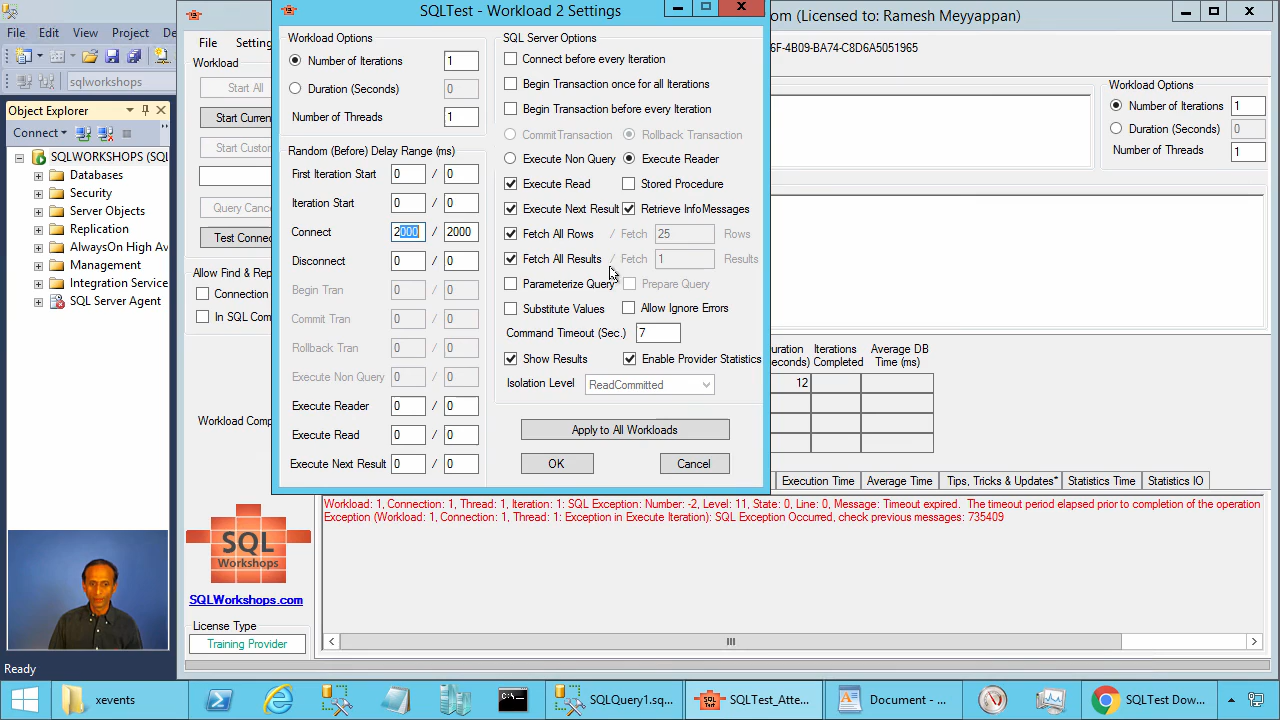 SQLTest - Workload 2 Settings
om (Licensed to: Ramesh Meyyappan)
6F-4B09-BA74-C8D6A5051965
File Edit View Project De
sqlworkshops
Object Explorer
Connect
SQLWORKSHOPS (SQL
Databases
Security
Server Objects
Replication
AlwaysOn High Av
Management
Integration Service
SQL Server Agent
Ready
File Setting
Workload
Start All
Start Curren
Start Custo
Query Cance
Test Connec
Allow Find & Rep
Connection
In SQL Com
Workload Comp
SQL
Workshops
SQLWorkshops.com
License Type
Training Provider
Workload Options
Number of Iterations 1
Duration (Seconds) 0
Number of Threads 1
Random (Before) Delay Range (ms)
First Iteration Start 0 / 0
Iteration Start 0 / 0
Connect 2000 / 2000
Disconnect 0 / 0
Begin Tran 0 / 0
Commit Tran 0 / 0
Rollback Tran 0 / 0
Execute Non Query 0 / 0
Execute Reader 0 / 0
Execute Read 0 / 0
Execute Next Result 0 / 0
SQL Server Options
Connect before every Iteration
Begin Transaction once for all Iterations
Begin Transaction before every Iteration
CommitTransaction Rollback Transaction
Execute Non Query Execute Reader
Execute Read Stored Procedure
Execute Next Result Retrieve InfoMessages
Fetch All Rows / Fetch 25 Rows
Fetch All Results / Fetch 1 Results
Parameterize Query Prepare Query
Substitute Values Allow Ignore Errors
Command Timeout (Sec.) 7
Show Results Enable Provider Statistics
Isolation Level ReadCommitted
Apply to All Workloads
OK Cancel
Workload Options
Number of Iterations 1
Duration (Seconds) 0
Number of Threads 1
uration Iterations Average DB
econds) Completed Time (ms)
12
Execution Time Average Time Tips, Tricks & Updates* Statistics Time Statistics IO
Workload: 1, Connection: 1, Thread: 1, Iteration: 1: SQL Exception: Number: -2, Level: 11, State: 0, Line: 0, Message: Timeout expired. The timeout period elapsed prior to completion of the operation
Exception (Workload: 1, Connection: 1, Thread: 1: Exception in Execute Iteration): SQL Exception Occurred, check previous messages: 735409
xevents
SQLQuery1.sq...
SQLTest_Atte...
Document - ...
SQLTest Dow...